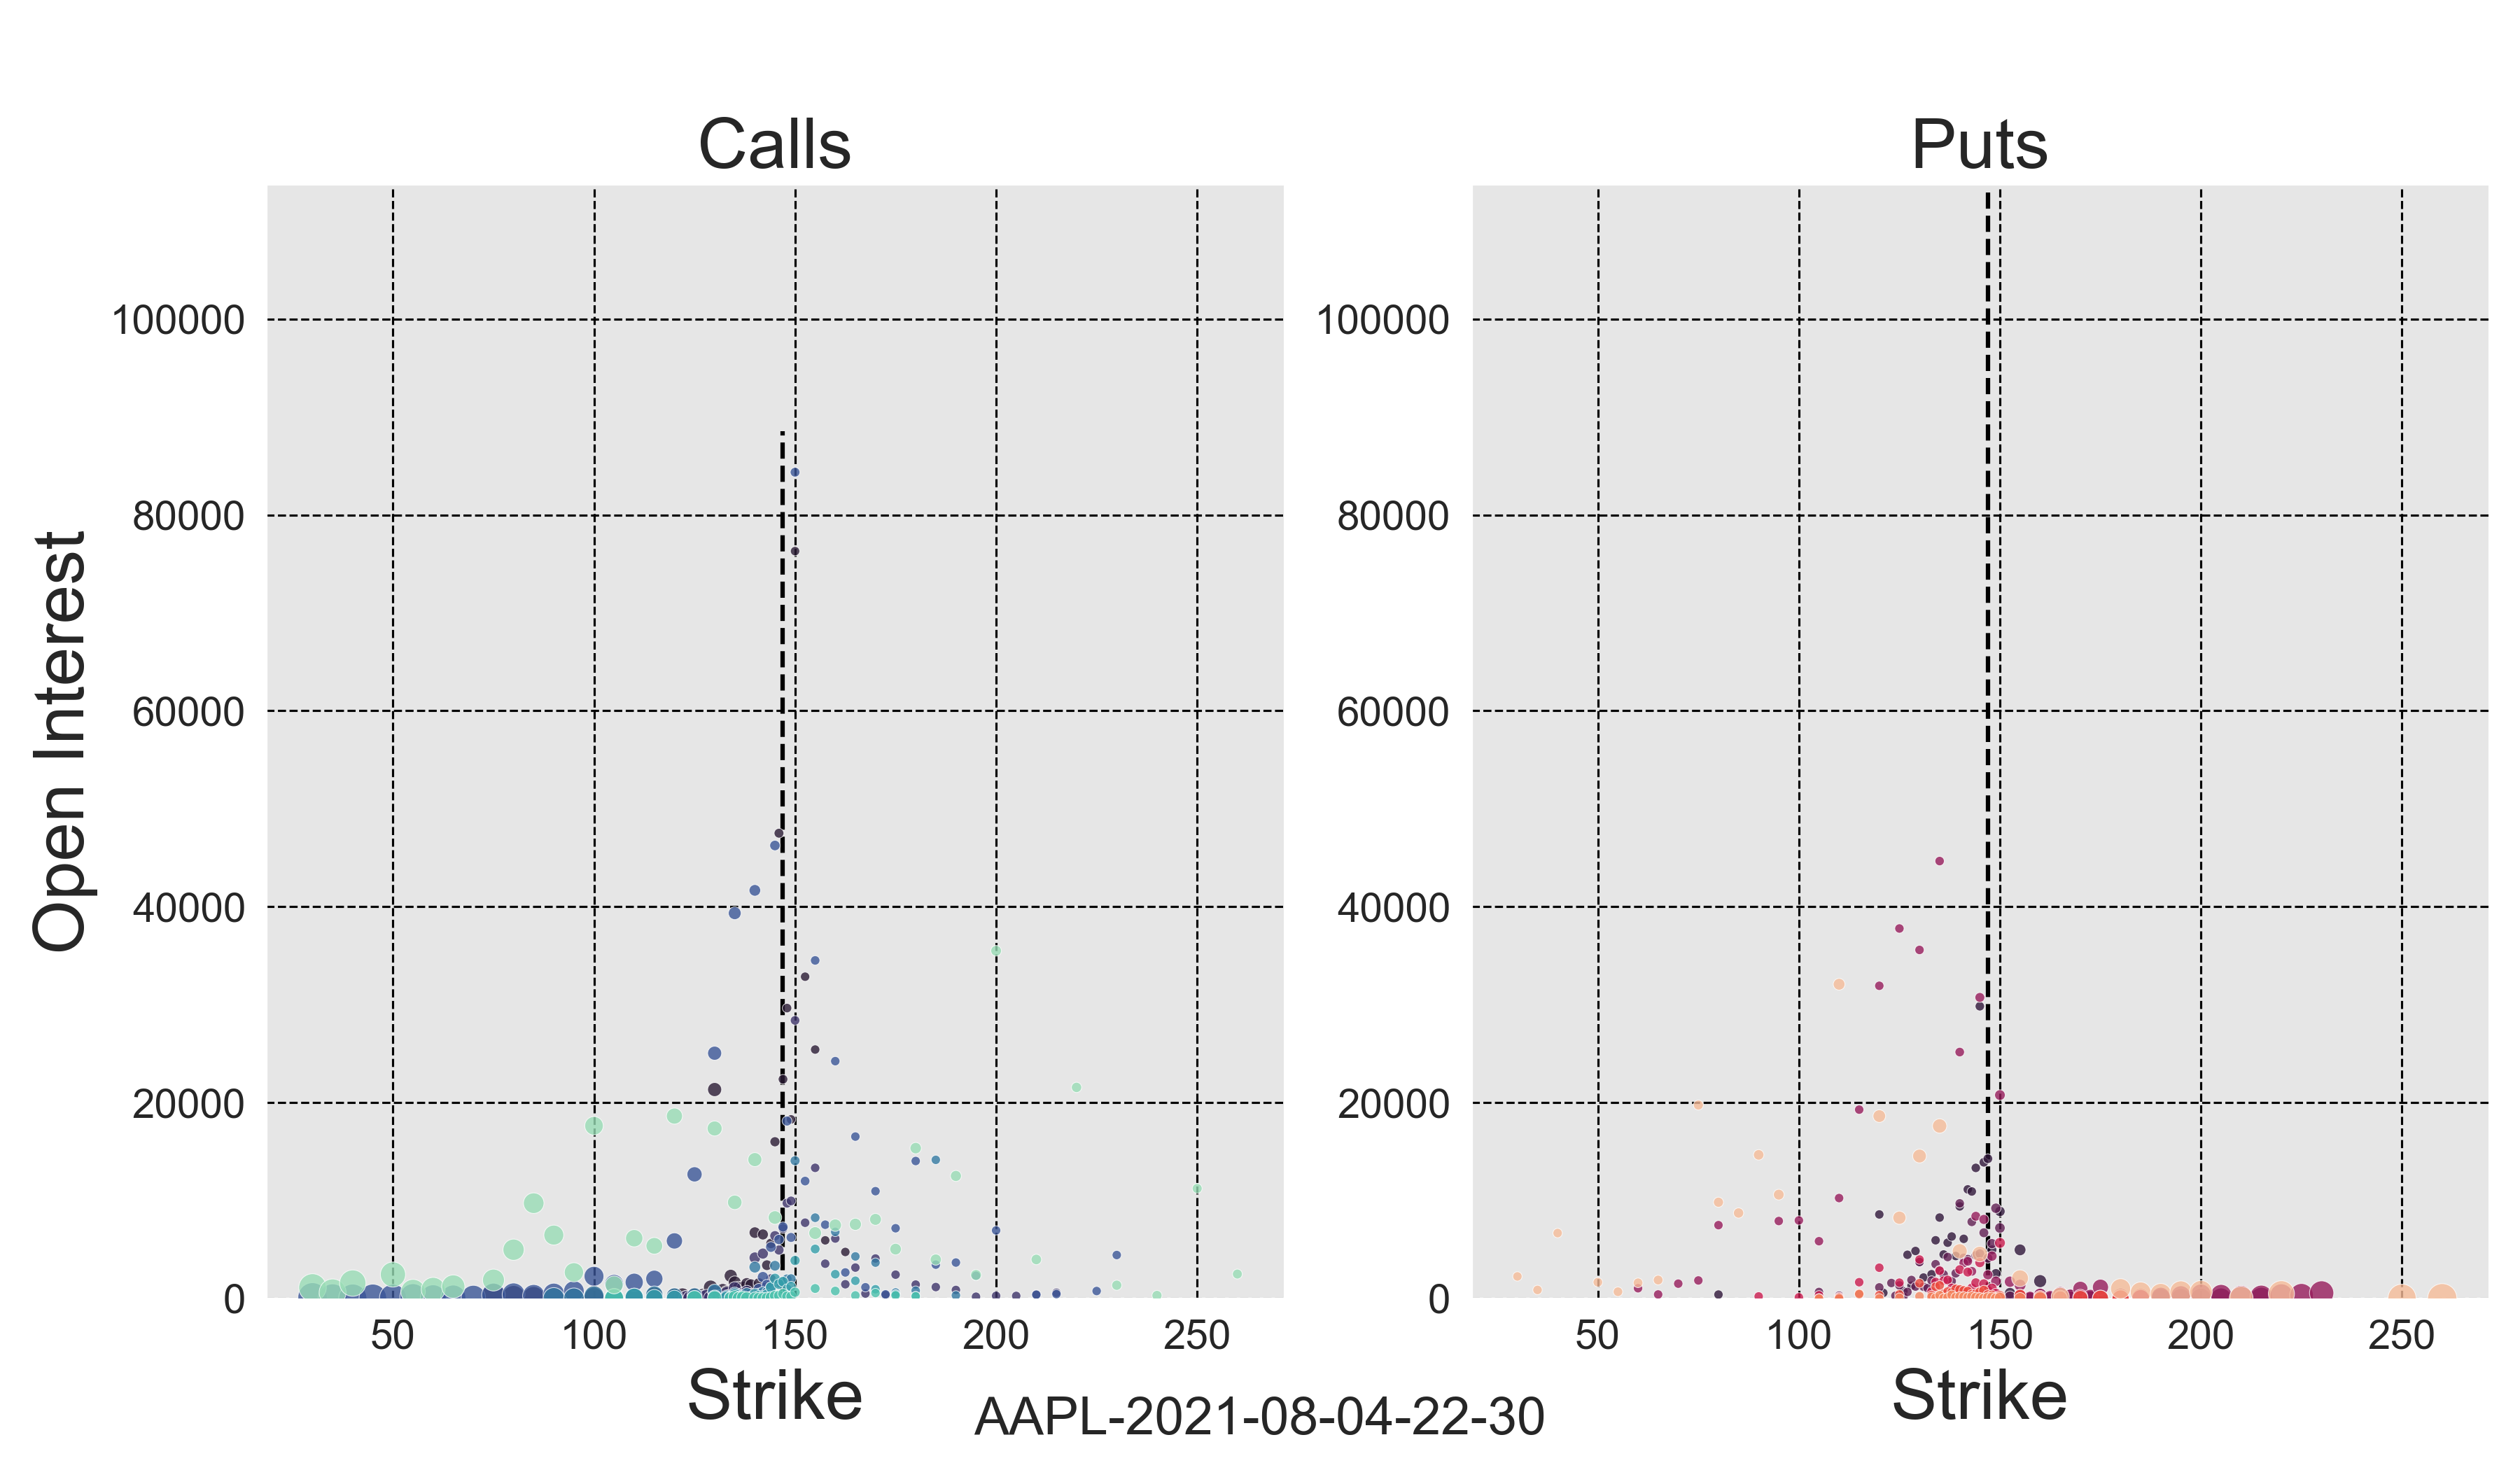 Calls Puts
100000 100000
80000 80000
60000 60000
40000 40000
20000 20000
0 0
Open Interest
50 100 150 200 250 50 100 150 200 250
Strike Strike
AAPL-2021-08-04-22-30